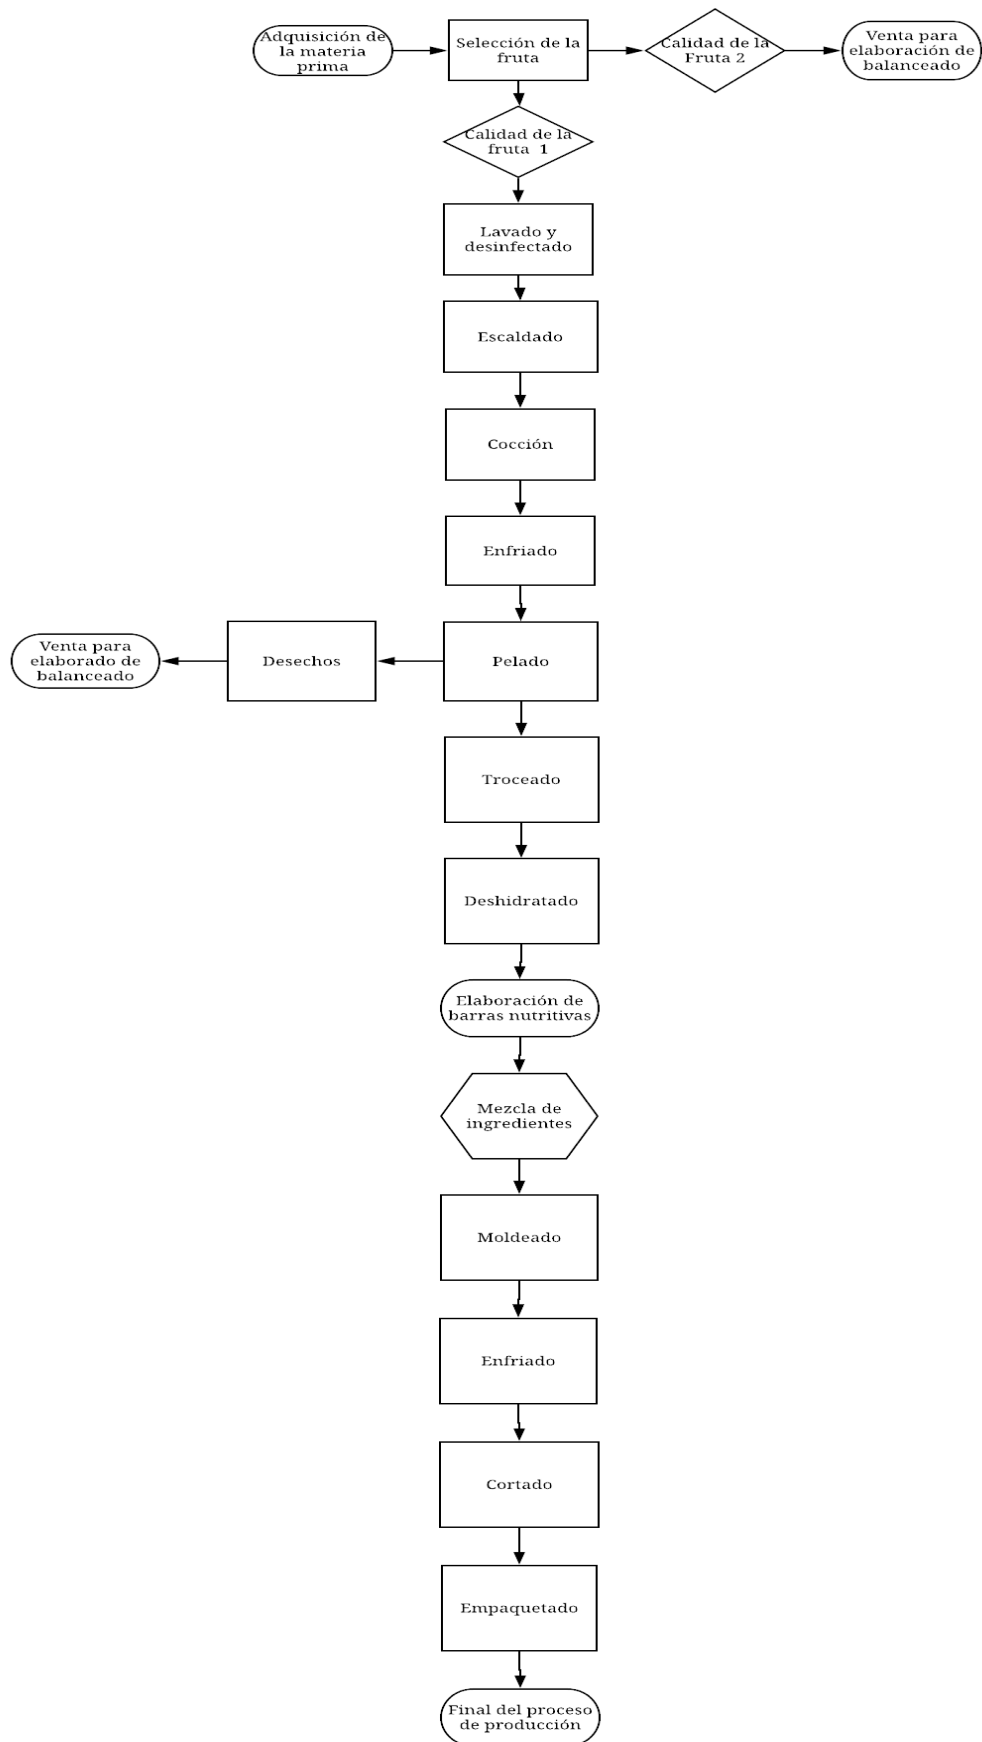 Adquisición de
la materia
prima
Selección de la
fruta
Calidad de la
Fruta 2
Venta para
elaboración de
balanceado
Calidad de la
fruta 1
Lavado y
desinfectado
Escaldado
Cocción
Enfriado
Venta para
elaborado de
balanceado
Desechos
Pelado
Troceado
Deshidratado
Elaboración de
barras nutritivas
Mezcla de
ingredientes
Moldeado
Enfriado
Cortado
Empaquetado
Final del proceso
de producción